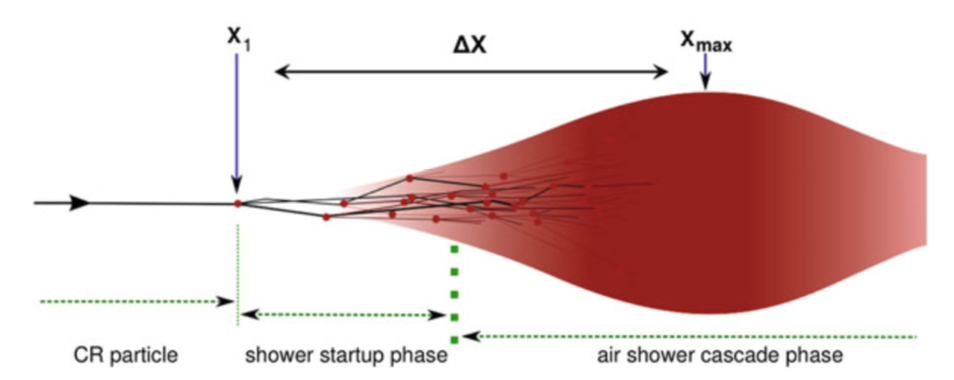 X1
ΔX
Xmax
CR particle
shower startup phase
air shower cascade phase